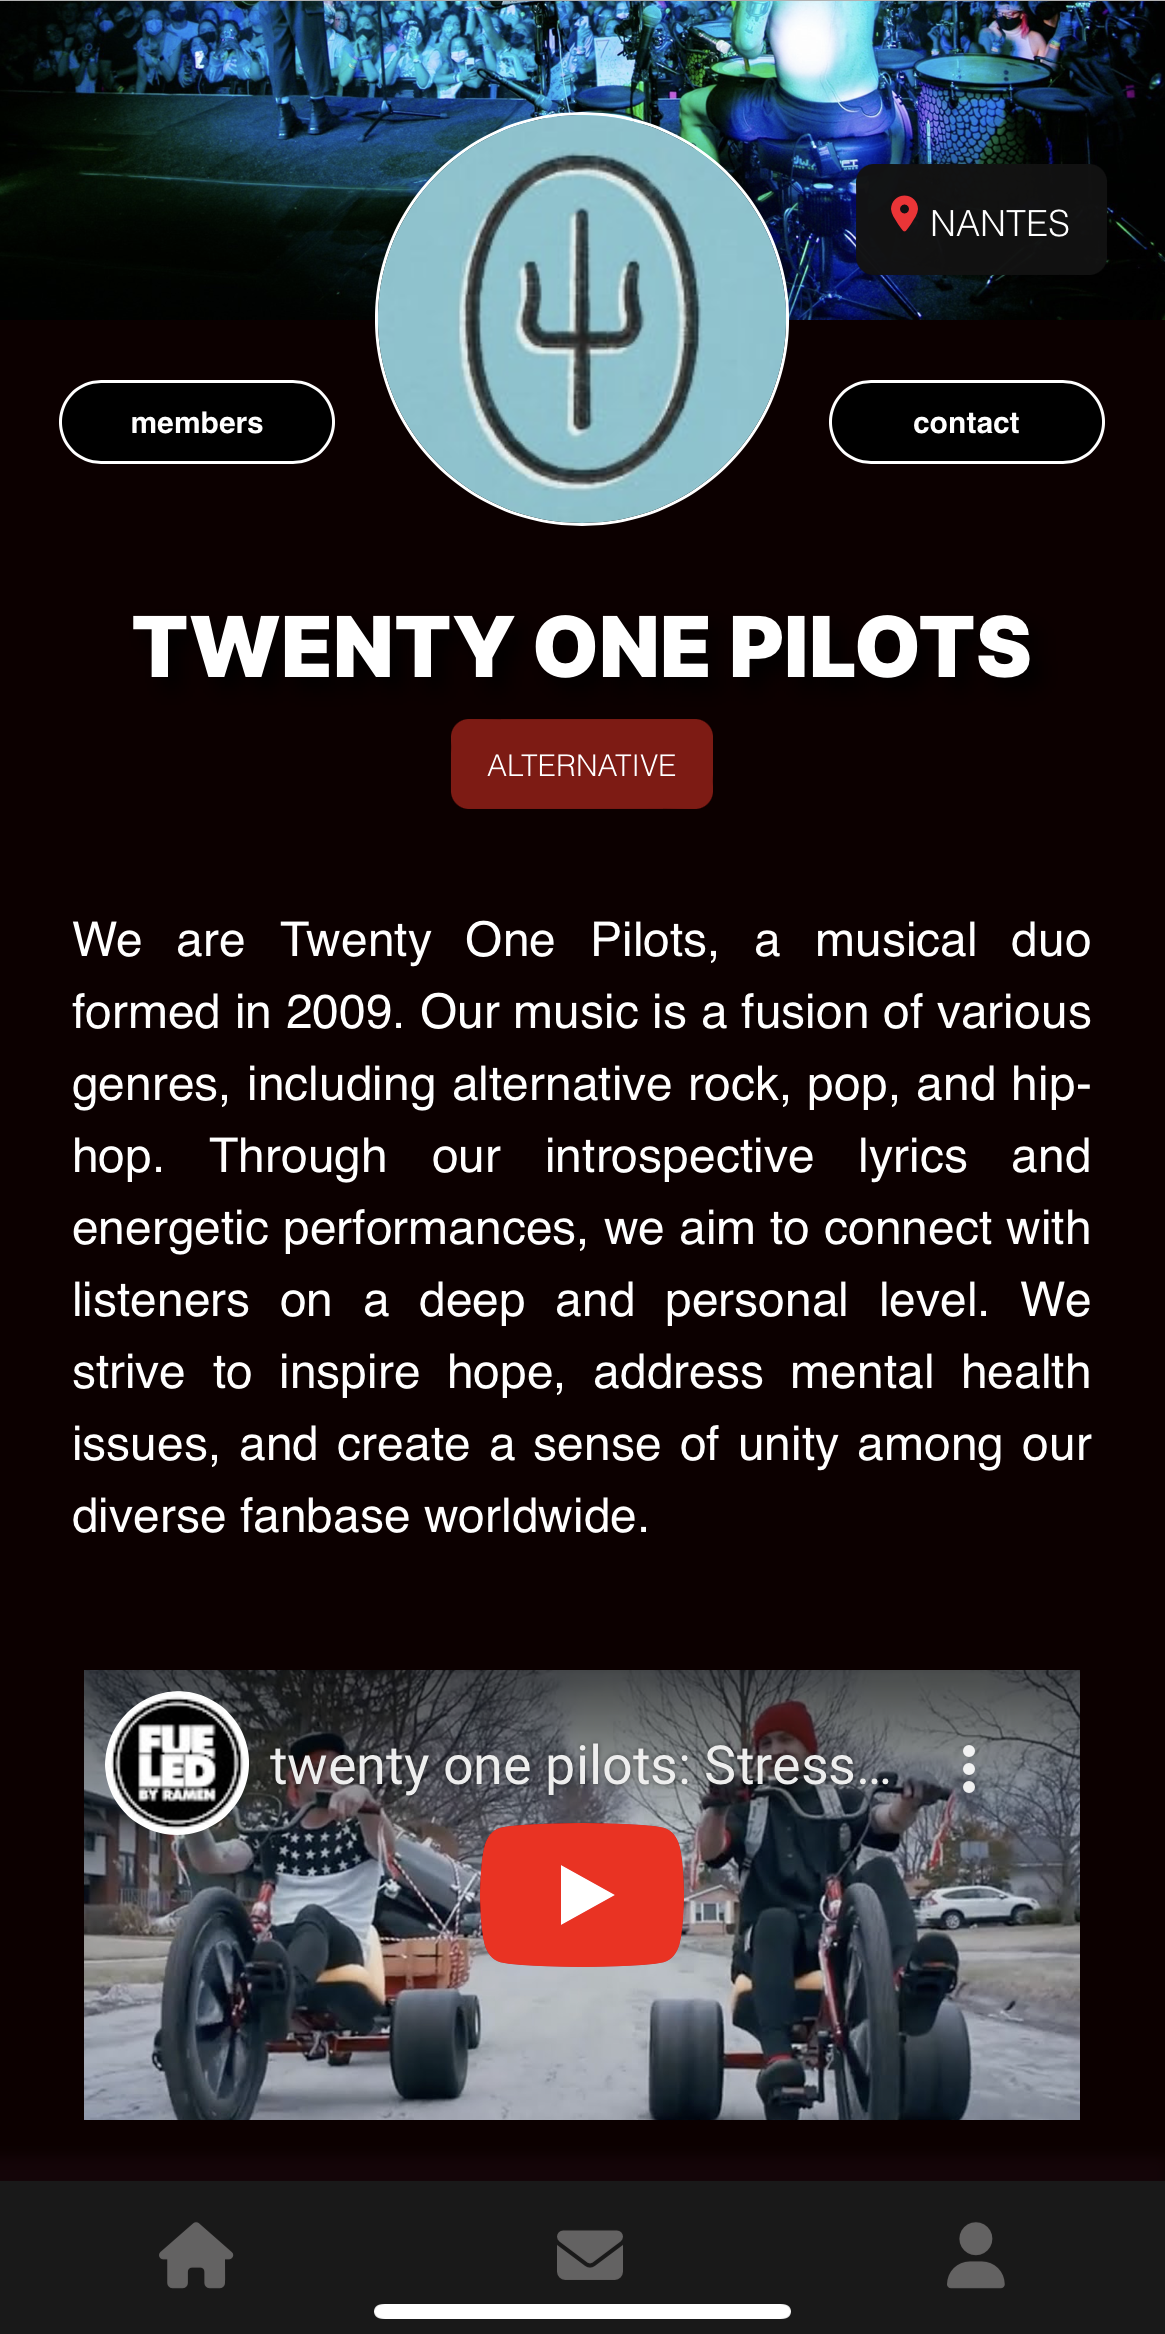 NANTES
members
contact
TWENTY ONE PILOTS
ALTERNATIVE
We are Twenty One Pilots, a musical duo
formed in 2009. Our music is a fusion of various
genres, including alternative rock, pop, and hip-
hop. Through our introspective lyrics and
energetic performances, we aim to connect with
listeners on a deep and personal level. We
strive to inspire hope, address mental health
issues, and create a sense of unity among our
diverse fanbase worldwide.
FUE
LED
BY RAMEN
twenty one pilots: Stress...